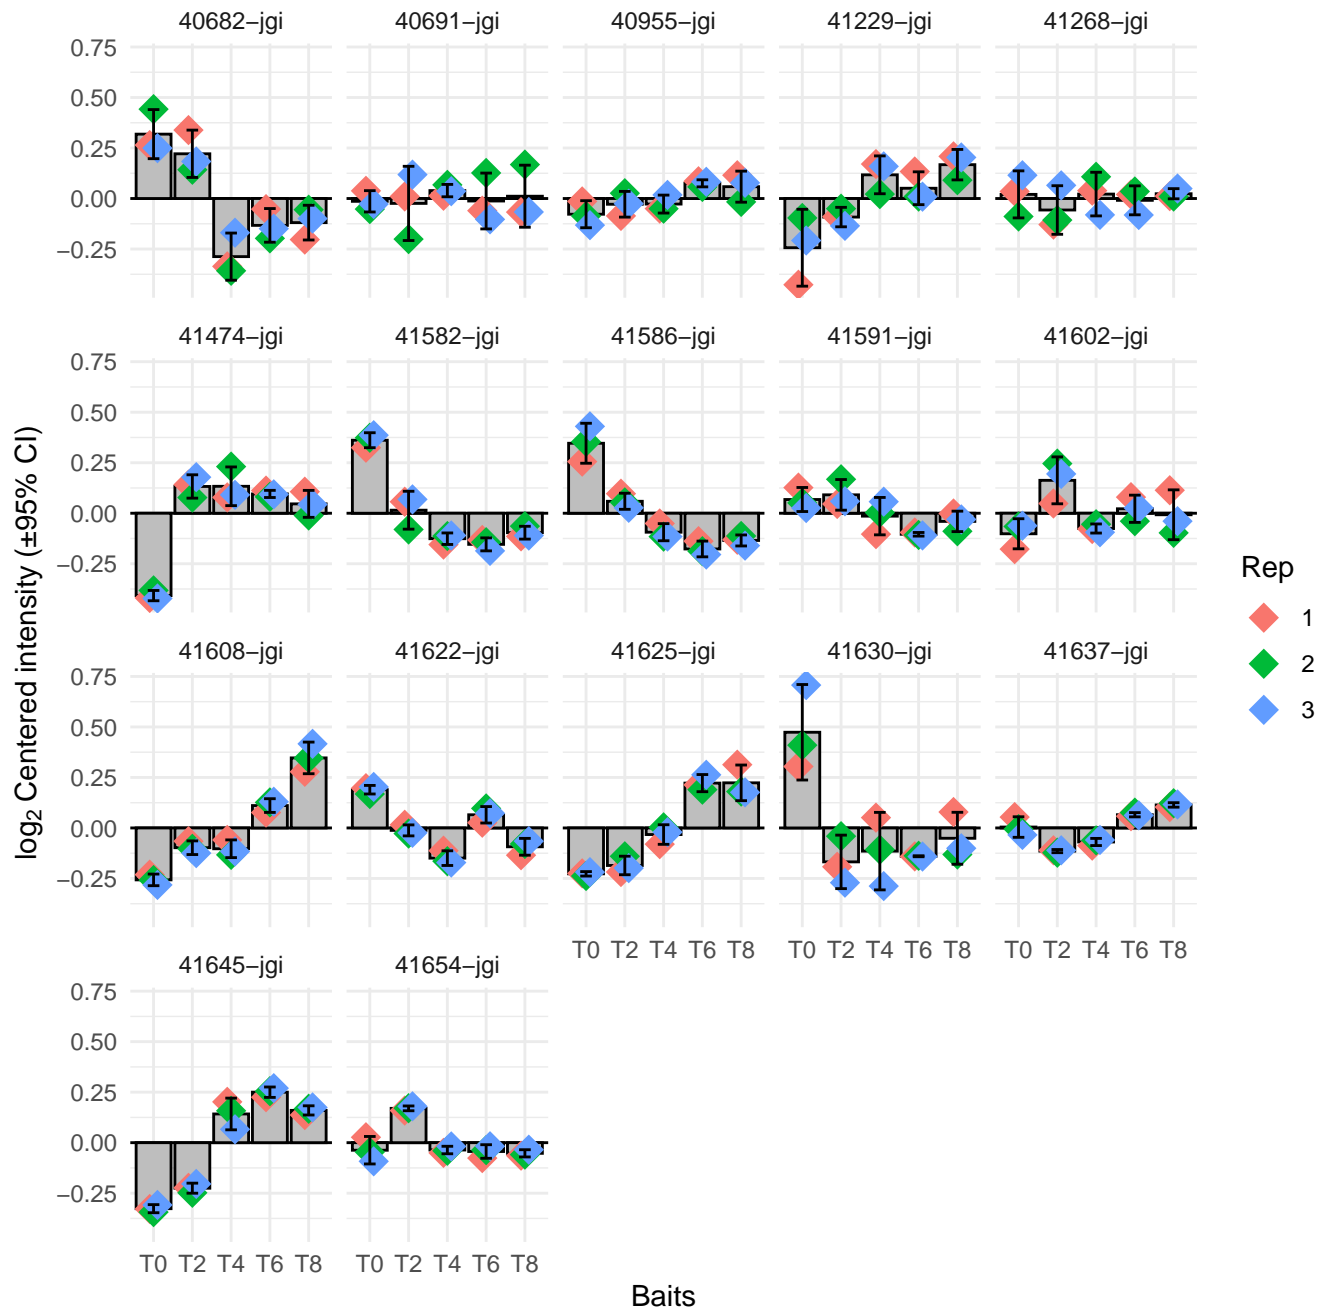 40682−jgi 40691−jgi 40955−jgi 41229−jgi 41268−jgi
0.75
0.50
0.25
0.00
−0.25
41474−jgi 41582−jgi 41586−jgi 41591−jgi 41602−jgi
0.75
0.50
0.25
0.00
−0.25
41608−jgi 41622−jgi 41625−jgi 41630−jgi 41637−jgi
0.75
0.50
0.25
0.00
−0.25
T0 T2 T4 T6 T8 T0 T2 T4 T6 T8 T0 T2 T4 T6 T8
41645−jgi 41654−jgi
0.75
0.50
0.25
0.00
−0.25
T0 T2 T4 T6 T8 T0 T2 T4 T6 T8
Baits
log2 Centered intensity (±95% CI)
Rep
1
2
3